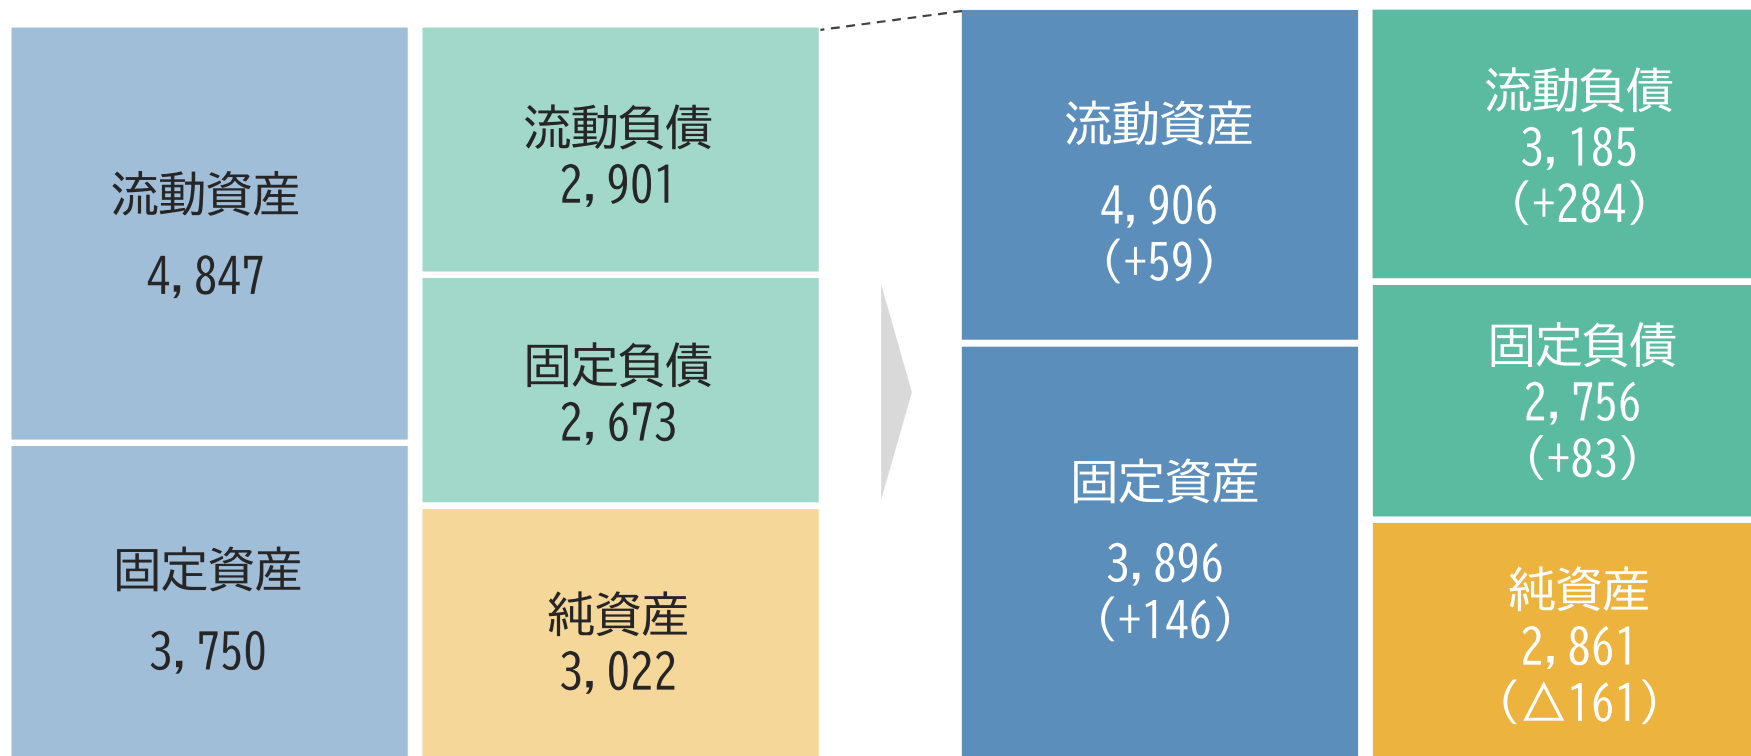 流動資産
4,847
固定資産
3,750
流動負債
2,901
固定負債
2,673
純資産
3,022
流動資産
4,906
(+59)
固定資産
3,896
(+146)
流動負債
3,185
(+284)
固定負債
2,756
(+83)
純資産
2,861
(△161)